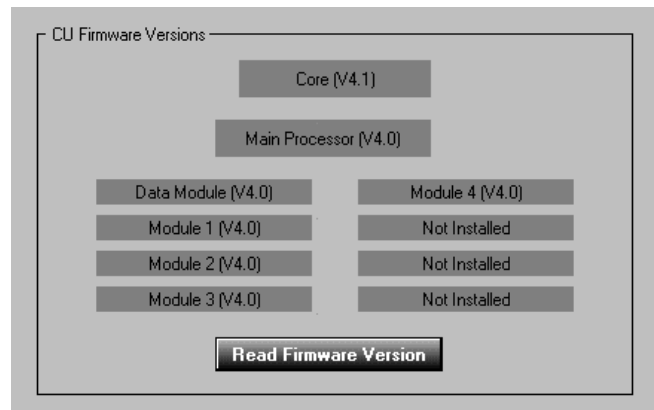 CU Firmware Versions
Core (V4.1)
Main Processor (V4.0)
Data Module (V4.0)
Module 4 (V4.0)
Module 1 (V4.0)
Not Installed
Module 2 (V4.0)
Not Installed
Module 3 (V4.0)
Not Installed
Read Firmware Version